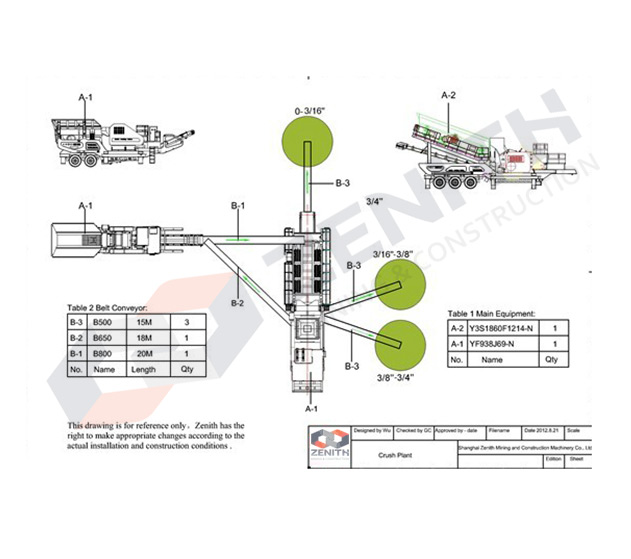 A-1
A-2
0-3/16"
B-3
3/4"
A-1
B-1
B-2
3/16"-3/8"
B-3
3/8"-3/4"
A-1
Table 2 Belt Conveyor:
B-3 B500 15M 3
B-2 B650 18M 1
B-1 B800 20M 1
No. Name Length Qty
Table 1 Main Equipment:
A-2 Y3S1860F1214-N 1
A-1 YF938J69-N 1
No. Name Qty
This drawing is for reference only, Zenith has the
right to make appropriate changes according to the
actual installation and construction conditions .
ZENITH
Designed by Wu Checked by QC Approved by - date Filename Date 2012.8.21 Scale
Crush Plant
Shanghai Zenith Mining and Construction Machinery Co., Ltd
Edition Sheet
ZENITH
& CONSTRUCTION